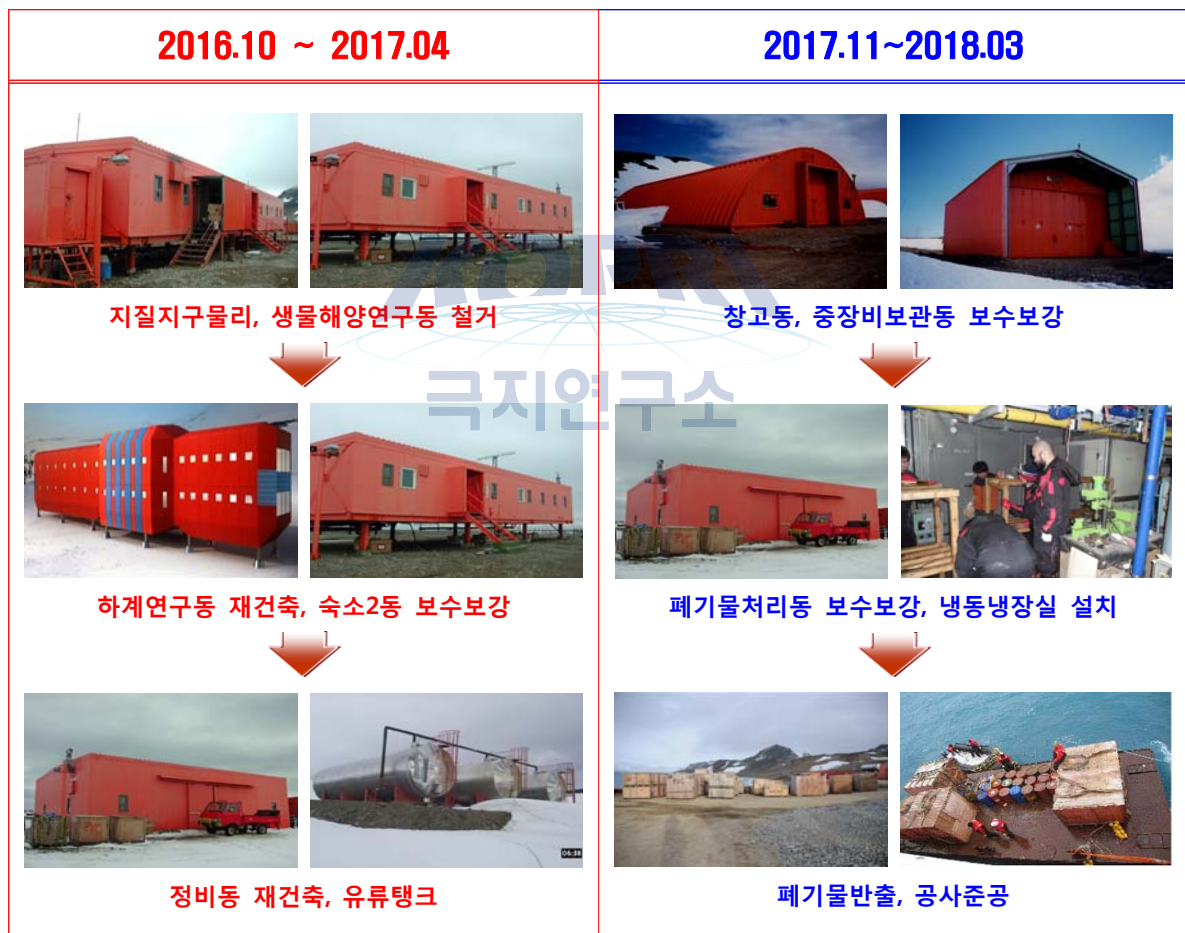 2016.10 ~ 2017.04
지질지구물리, 생물해양연구동 철거
하계연구동 재건축, 숙소2동 보수보강
정비동 재건축, 유류탱크
06:38
2017.11~2018.03
창고동, 중장비보관동 보수보강
폐기물처리동 보수보강, 냉동냉장실 설치
폐기물반출, 공사준공
KOPRI
극지연구소